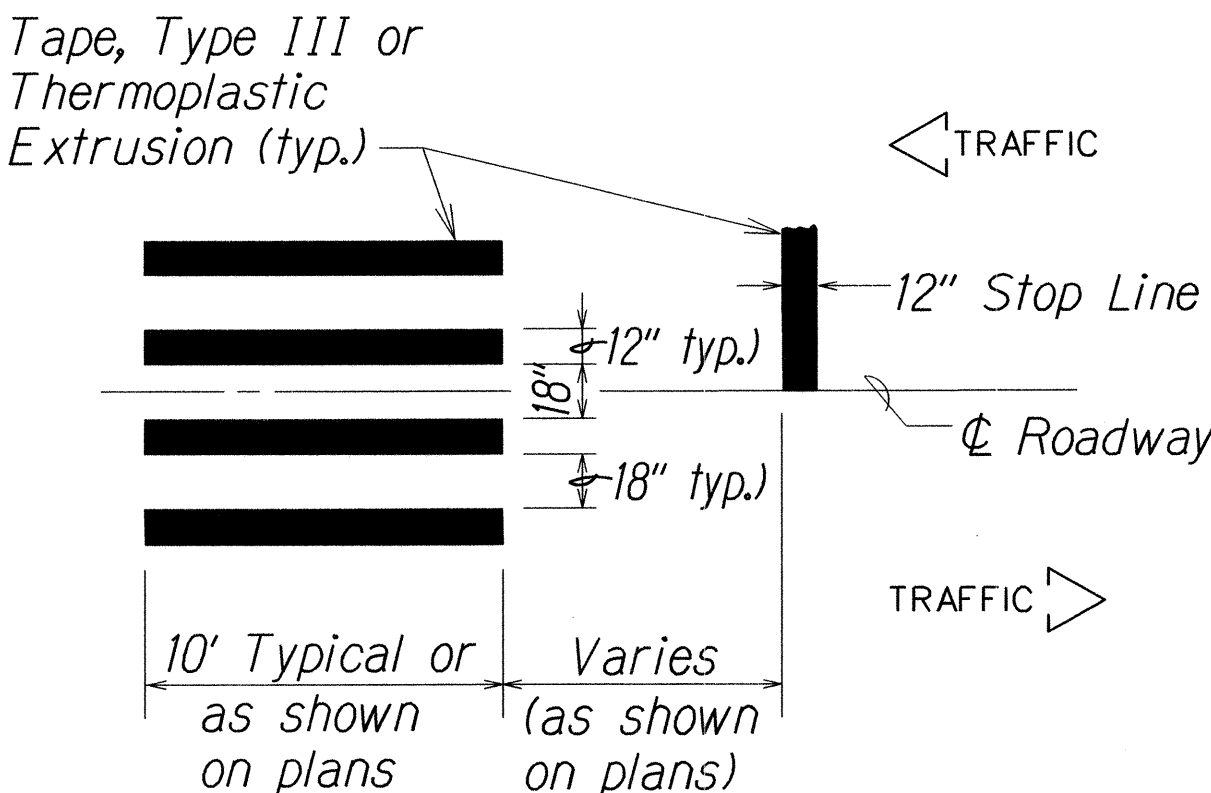 Tape, Type III or
Thermoplastic
Extrusion (typ.)
TRAFFIC
12" Stop Line
12" typ.)
18"
℄ Roadway
18" typ.)
TRAFFIC
10' Typical or
as shown
on plans
Varies
(as shown
on plans)